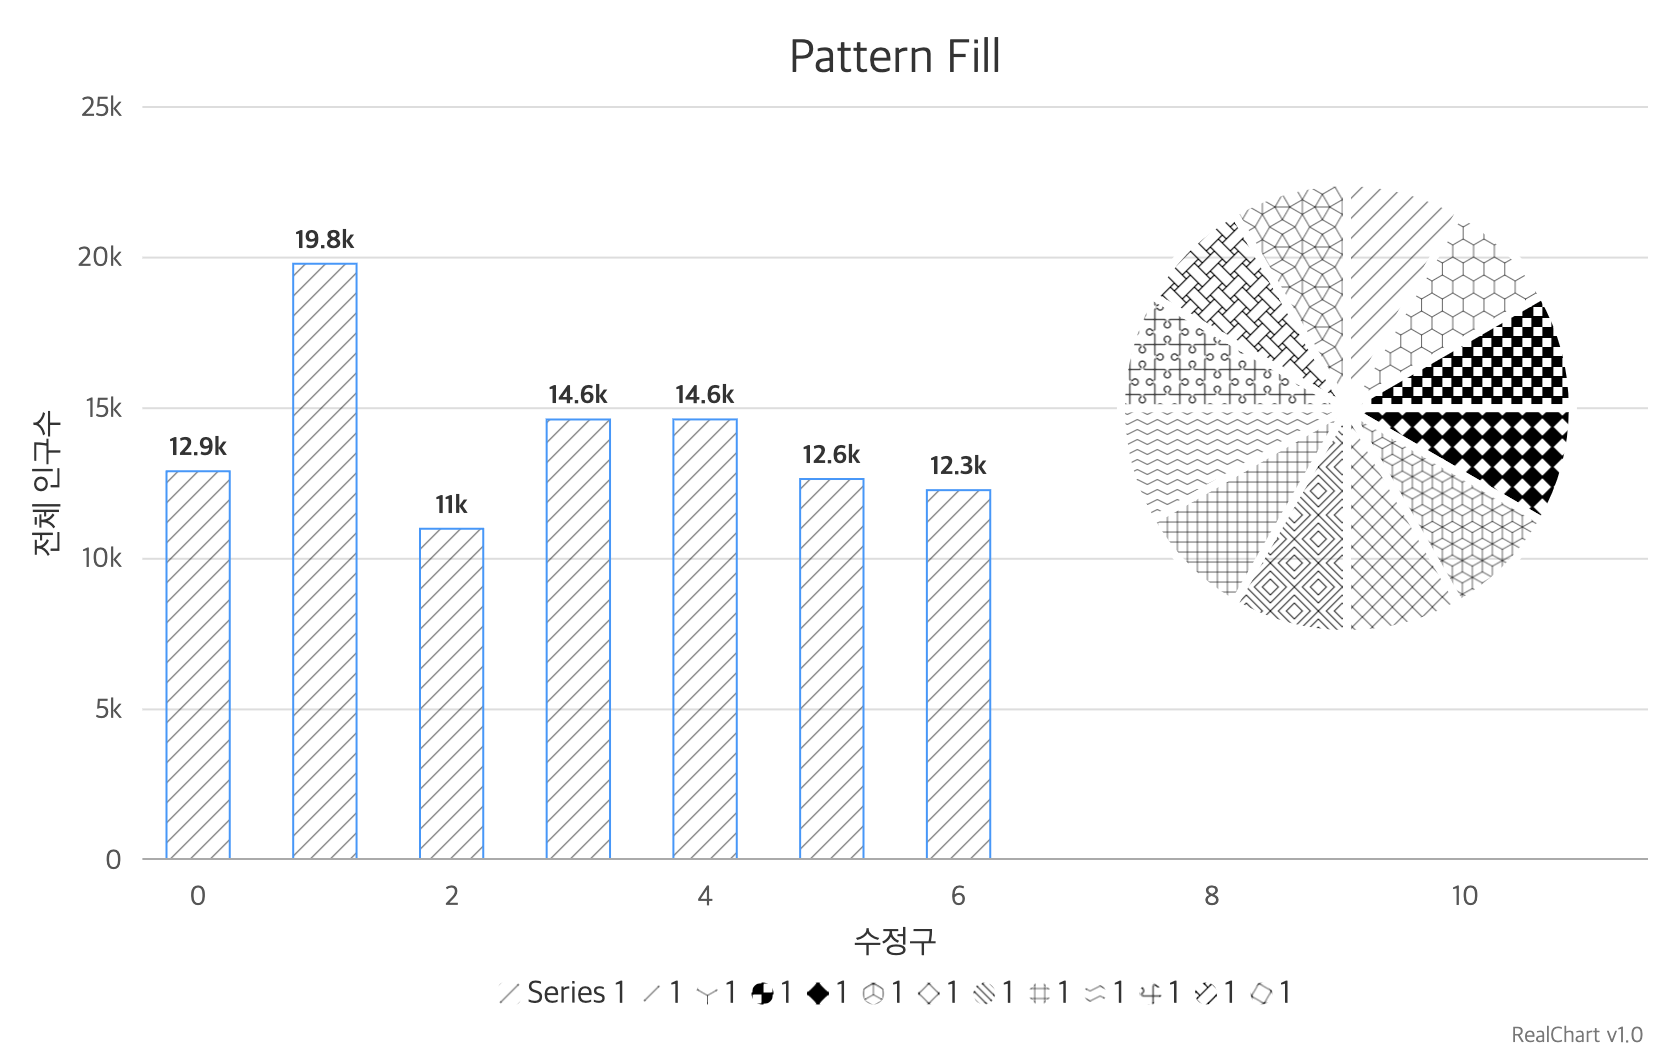 Pattern Fill
25k
20k
15k
10k
5k
0
전체 인구수
12.9k
19.8k
11k
14.6k
14.6k
12.6k
12.3k
0 2 4 6 8 10
수정구
Series 1 1 1 1 1 1 1 1 1 1 1 1 1
RealChart v1.0